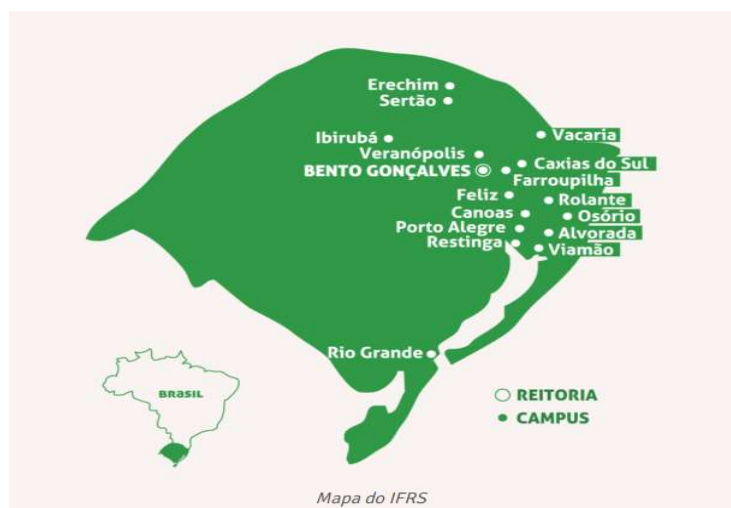 Erechim
Sertão
Vacaria
Ibirubá
Veranópolis
Caxias do Sul
BENTO GONÇALVES
Farroupilha
Feliz
Rolante
Canoas
Osório
Porto Alegre
Alvorada
Restinga
Viamão
Rio Grande
BRASIL
REITORIA
CAMPUS
Mapa do IFRS